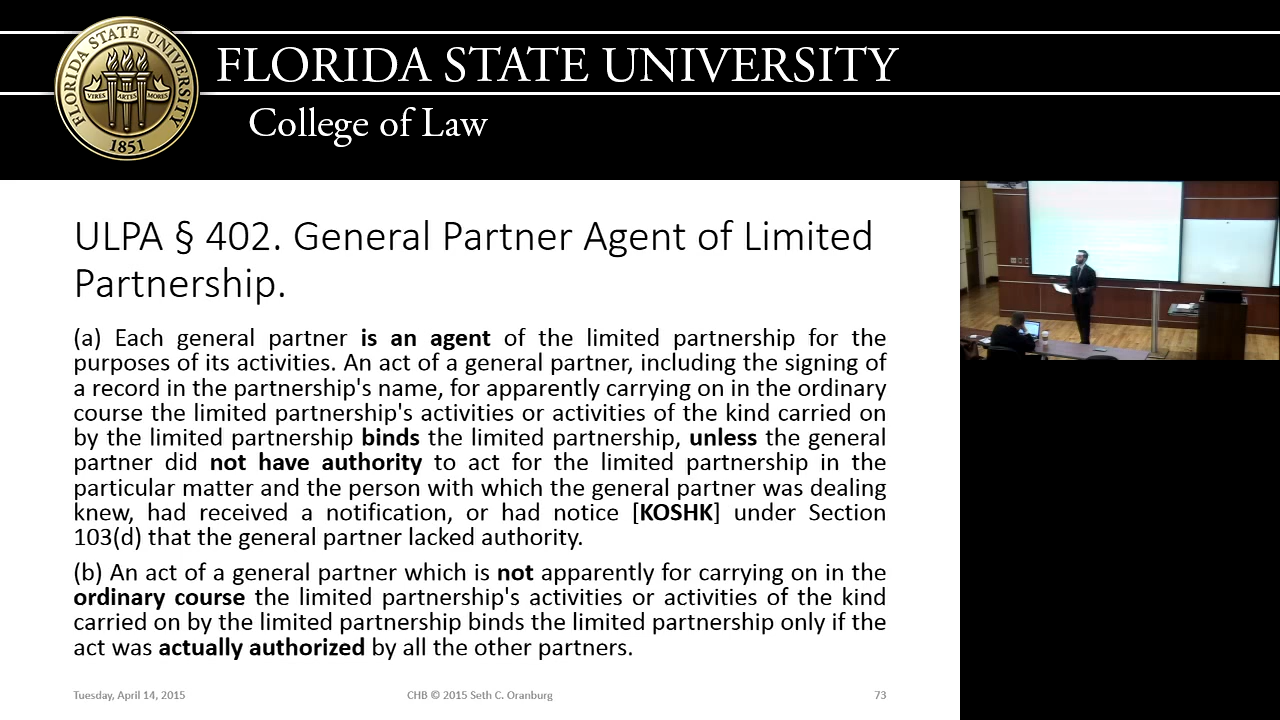 FLORIDA STATE UNIVERSITY
VIRES ARTES MORES
1851
FLORIDA STATE UNIVERSITY
College of Law
ULPA § 402. General Partner Agent of Limited
Partnership.
(a) Each general partner is an agent of the limited partnership for the
purposes of its activities. An act of a general partner, including the signing of
a record in the partnership's name, for apparently carrying on in the ordinary
course the limited partnership's activities or activities of the kind carried on
by the limited partnership binds the limited partnership, unless the general
partner did not have authority to act for the limited partnership in the
particular matter and the person with which the general partner was dealing
knew, had received a notification, or had notice [KOSHK] under Section
103(d) that the general partner lacked authority.
(b) An act of a general partner which is not apparently for carrying on in the
ordinary course the limited partnership's activities or activities of the kind
carried on by the limited partnership binds the limited partnership only if the
act was actually authorized by all the other partners.
Tuesday, April 14, 2015
CHB © 2015 Seth C. Oranburg
73